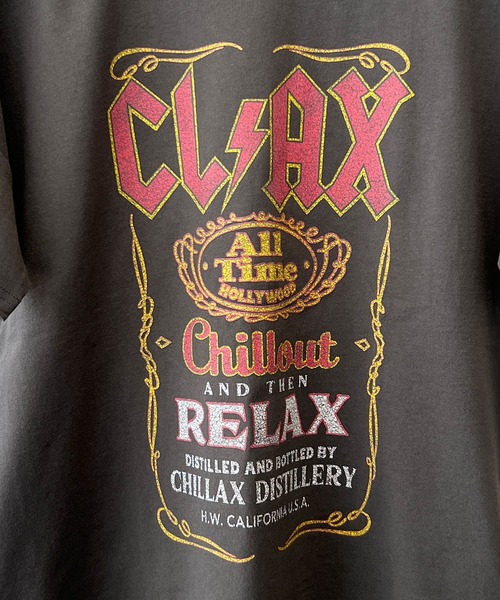 CL⚡AX
All
Time
HOLLYWOOD
Chillout
AND THEN
RELAX
DISTILLED AND BOTTLED BY
CHILLAX DISTILLERY
H.W. CALIFORNIA U.S.A.